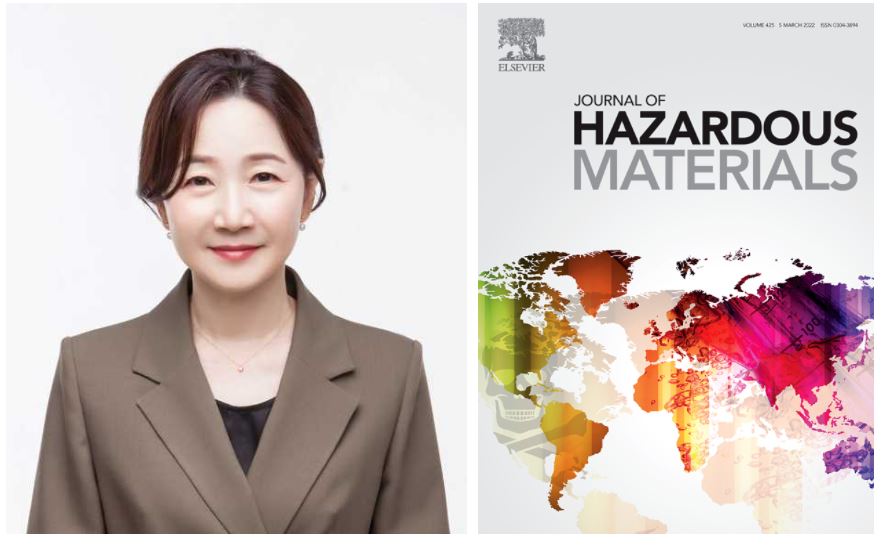 VOLUME 425 5 MARCH 2022 ISSN 0304-3894
ELSEVIER
JOURNAL OF
HAZARDOUS
MATERIALS